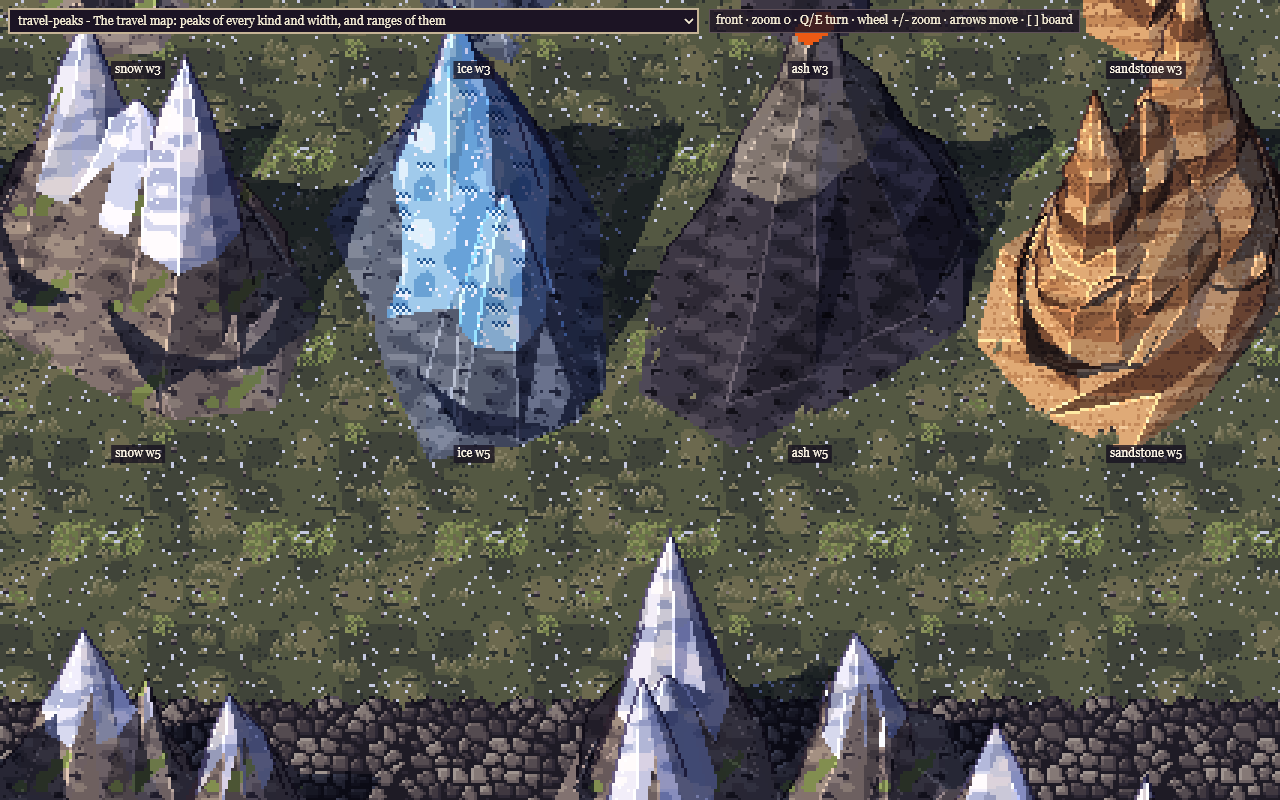 travel-peaks - The travel map: peaks of every kind and width, and ranges of them
front · zoom 0 · Q/E turn · wheel +/- zoom · arrows move · [ ] board
snow w3
ice w3
ash w3
sandstone w3
snow w5
ice w5
ash w5
sandstone w5